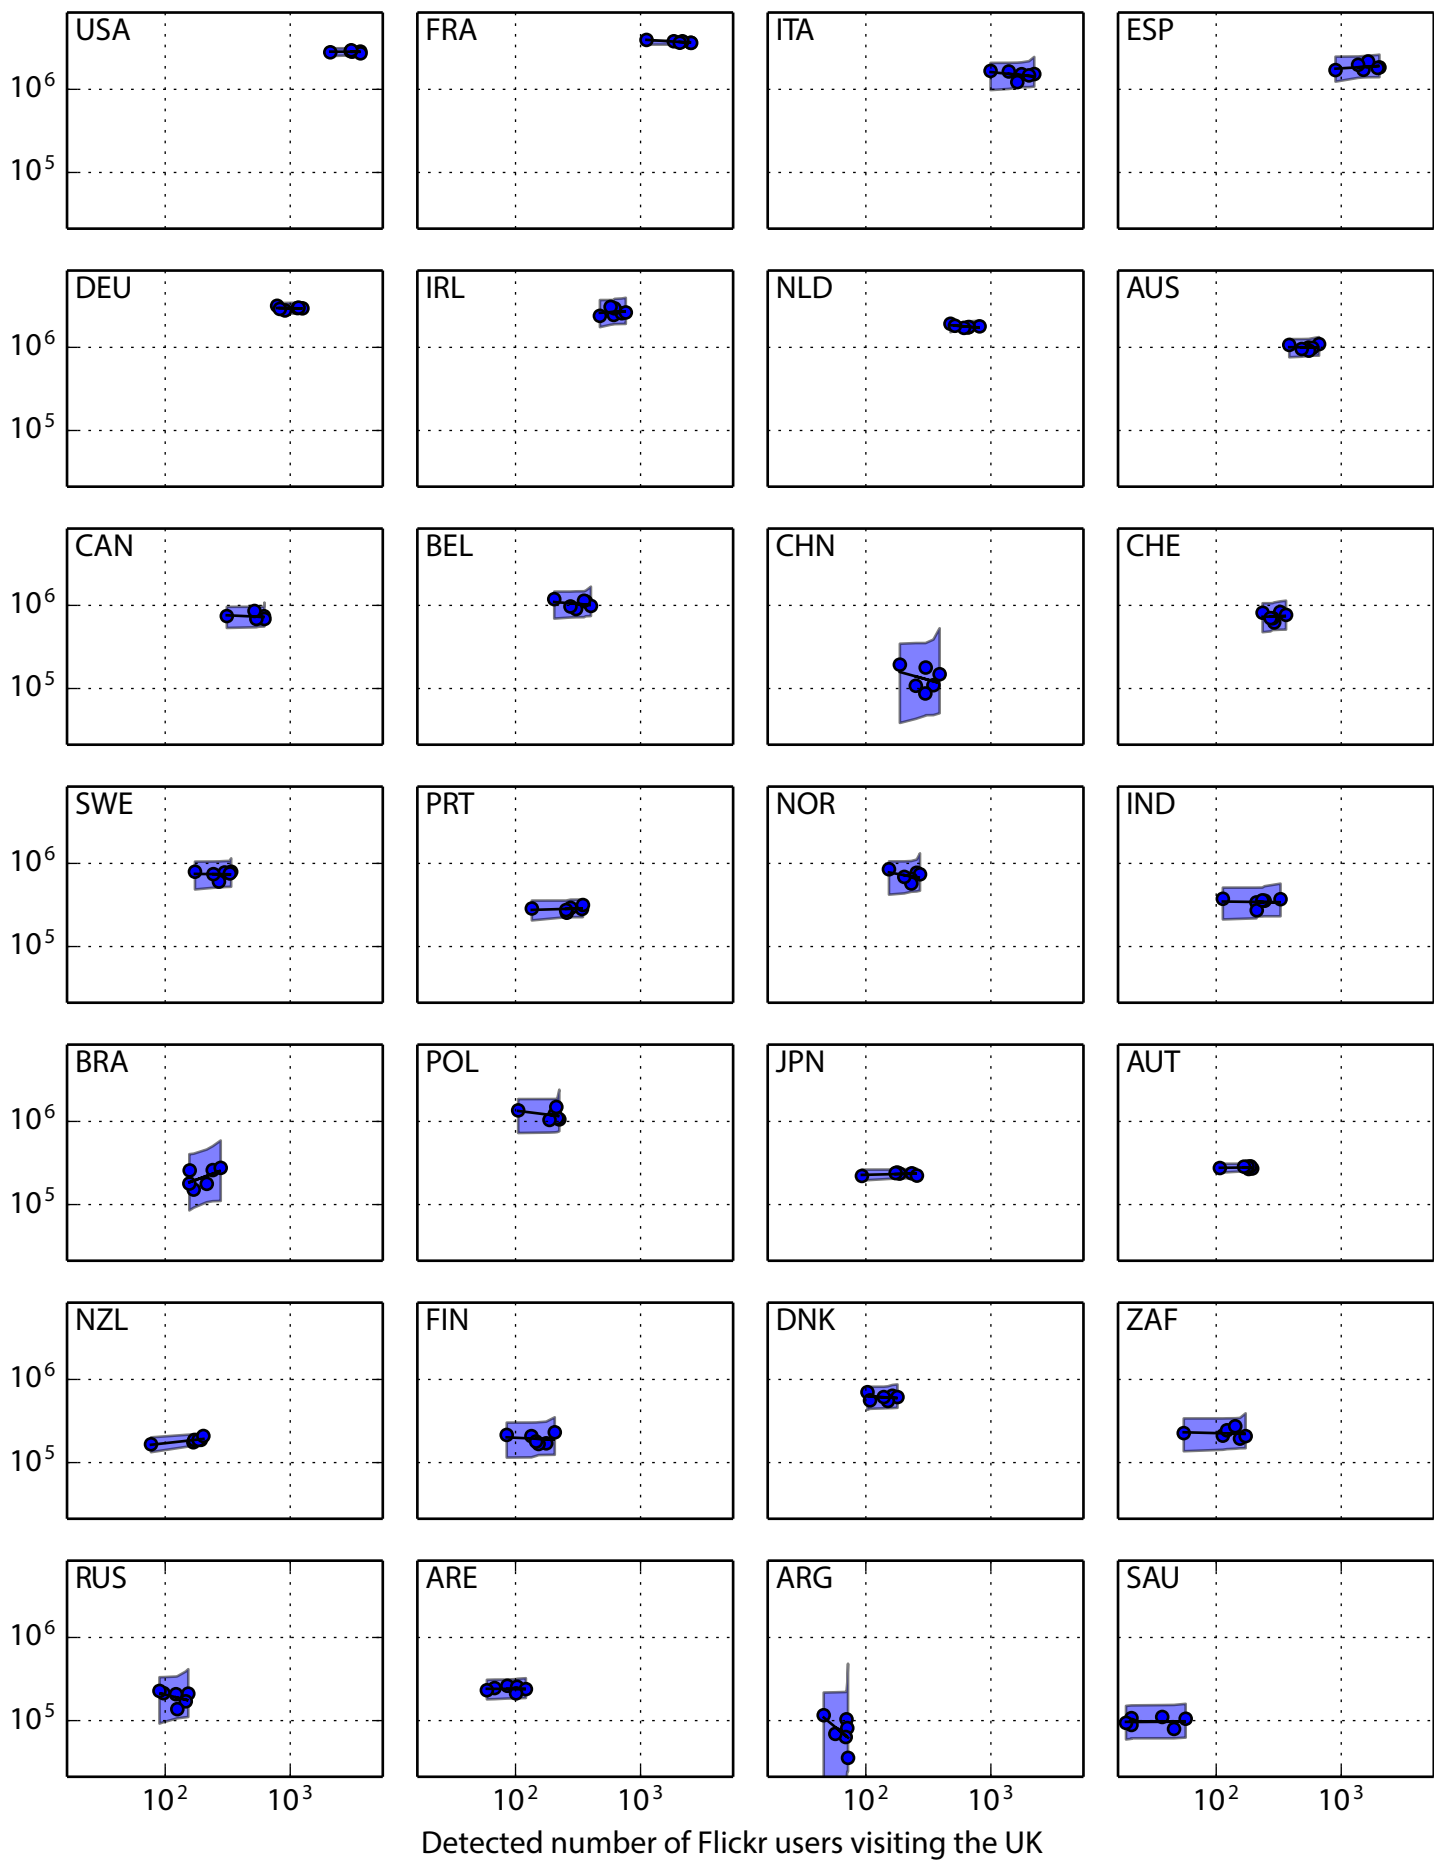 USA FRA ITA ESP
10^6
10^5
DEU IRL NLD AUS
10^6
10^5
CAN BEL CHN CHE
10^6
10^5
SWE PRT NOR IND
10^6
10^5
BRA POL JPN AUT
10^6
10^5
NZL FIN DNK ZAF
10^6
10^5
RUS ARE ARG SAU
10^6
10^5
10^2 10^3 10^2 10^3 10^2 10^3 10^2 10^3
Detected number of Flickr users visiting the UK